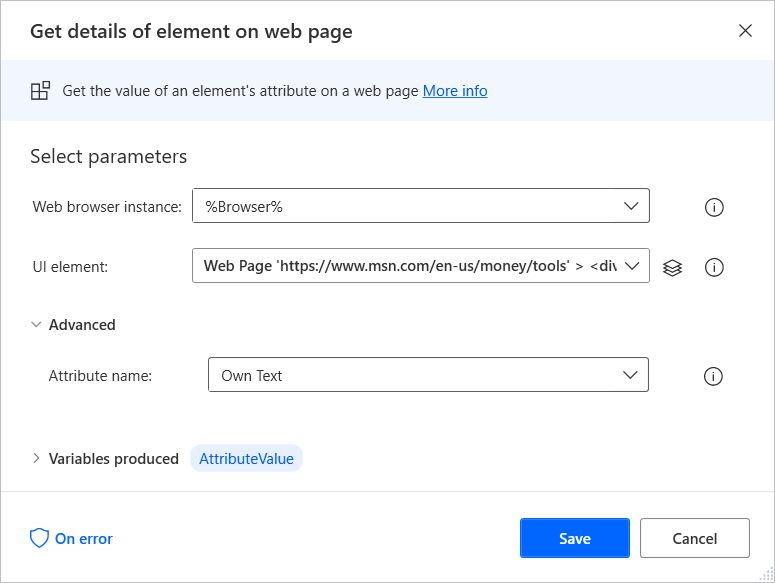 Get details of element on web page
Get the value of an element's attribute on a web page More info
Select parameters
Web browser instance: %Browser%
UI element: Web Page 'https://www.msn.com/en-us/money/tools' > <div
Advanced
Attribute name: Own Text
Variables produced AttributeValue
On error Save Cancel